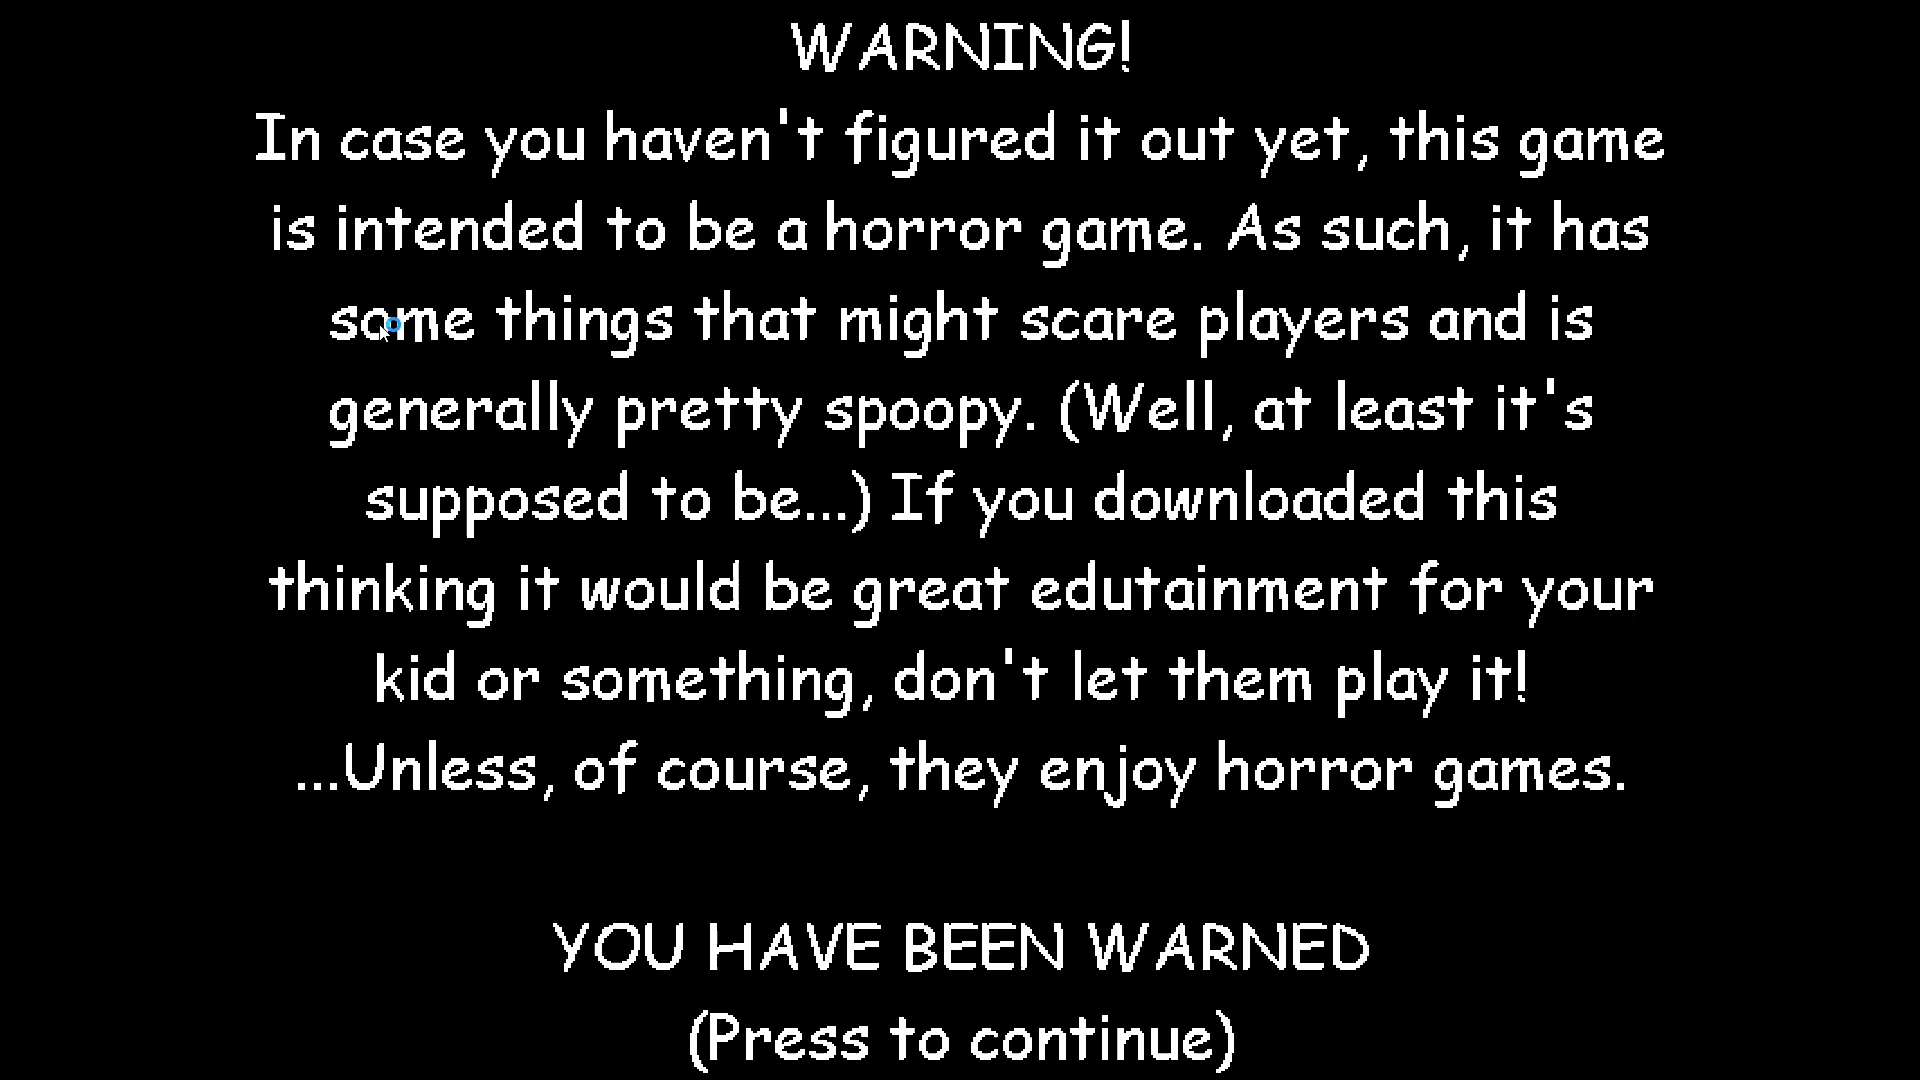 WARNING!
In case you haven't figured it out yet, this game
is intended to be a horror game. As such, it has
some things that might scare players and is
generally pretty spoopy. (Well, at least it's
supposed to be...) If you downloaded this
thinking it would be great edutainment for your
kid or something, don't let them play it!
...Unless, of course, they enjoy horror games.
YOU HAVE BEEN WARNED
(Press to continue)